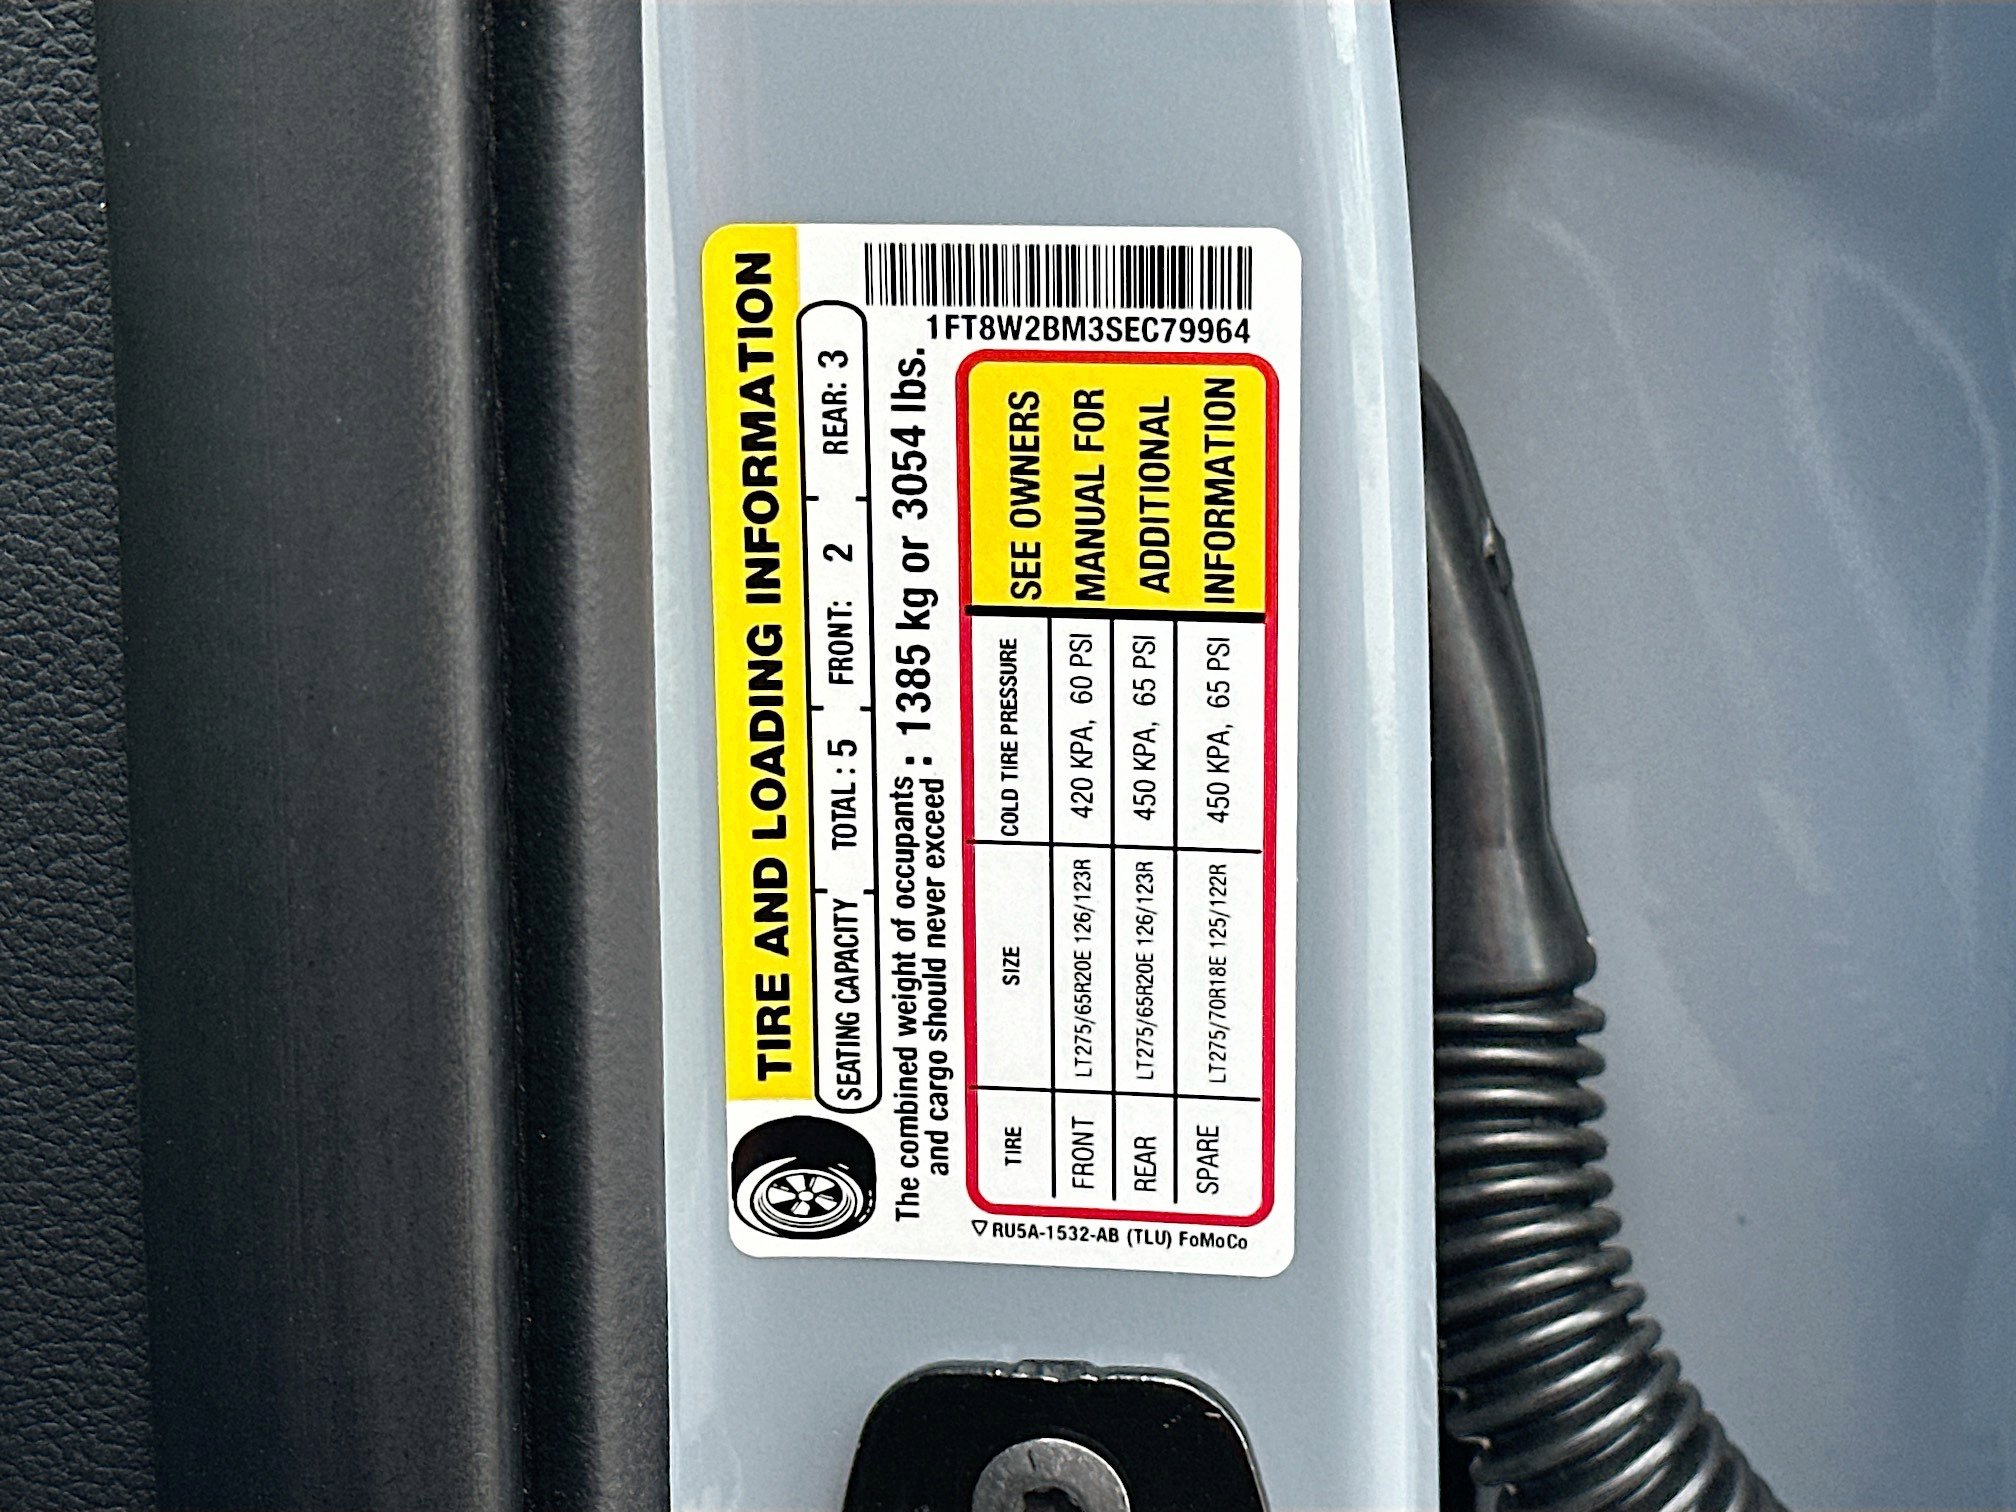 TIRE AND LOADING INFORMATION
SEATING CAPACITY TOTAL : 5 FRONT: 2 REAR: 3
The combined weight of occupants
and cargo should never exceed : 1385 kg or 3054 lbs.
1FT8W2BM3SEC79964
TIRE SIZE COLD TIRE PRESSURE
FRONT LT275/65R20E 126/123R 420 KPA, 60 PSI
REAR LT275/65R20E 126/123R 450 KPA, 65 PSI
SPARE LT275/70R18E 125/122R 450 KPA, 65 PSI
SEE OWNERS
MANUAL FOR
ADDITIONAL
INFORMATION
RU5A-1532-AB (TLU) FoMoCo